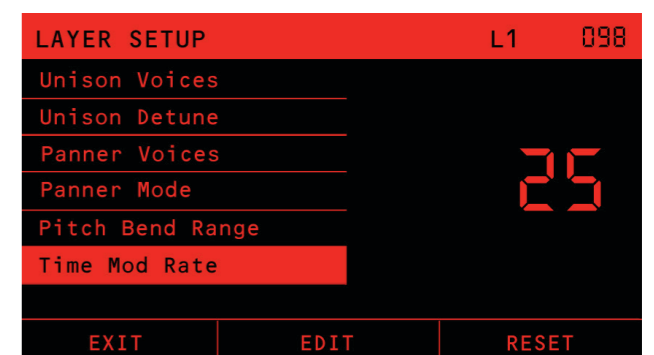 LAYER SETUP L1 098
Unison Voices
Unison Detune
Panner Voices
Panner Mode
Pitch Bend Range
Time Mod Rate
25
EXIT EDIT RESET